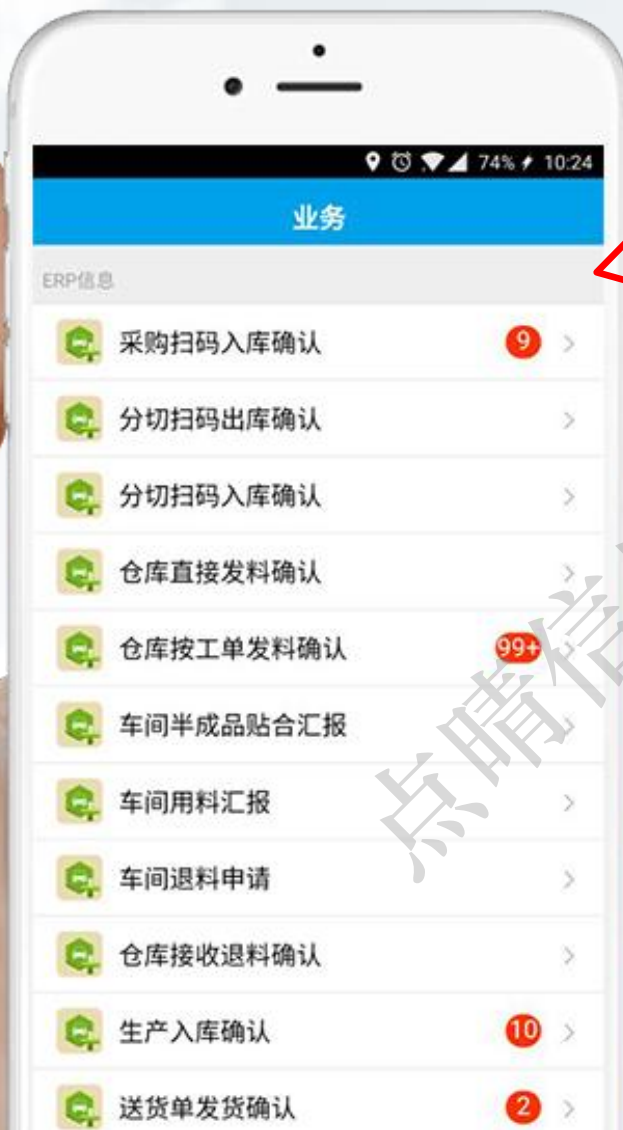 74% 10:24
业务
ERP信息
采购扫码入库确认 9
分切扫码出库确认
分切扫码入库确认
仓库直接发料确认
仓库按工单发料确认 99+
车间半成品贴合汇报
车间用料汇报
车间退料申请
仓库接收退料确认
生产入库确认 10
送货单发货确认 2
点晴信